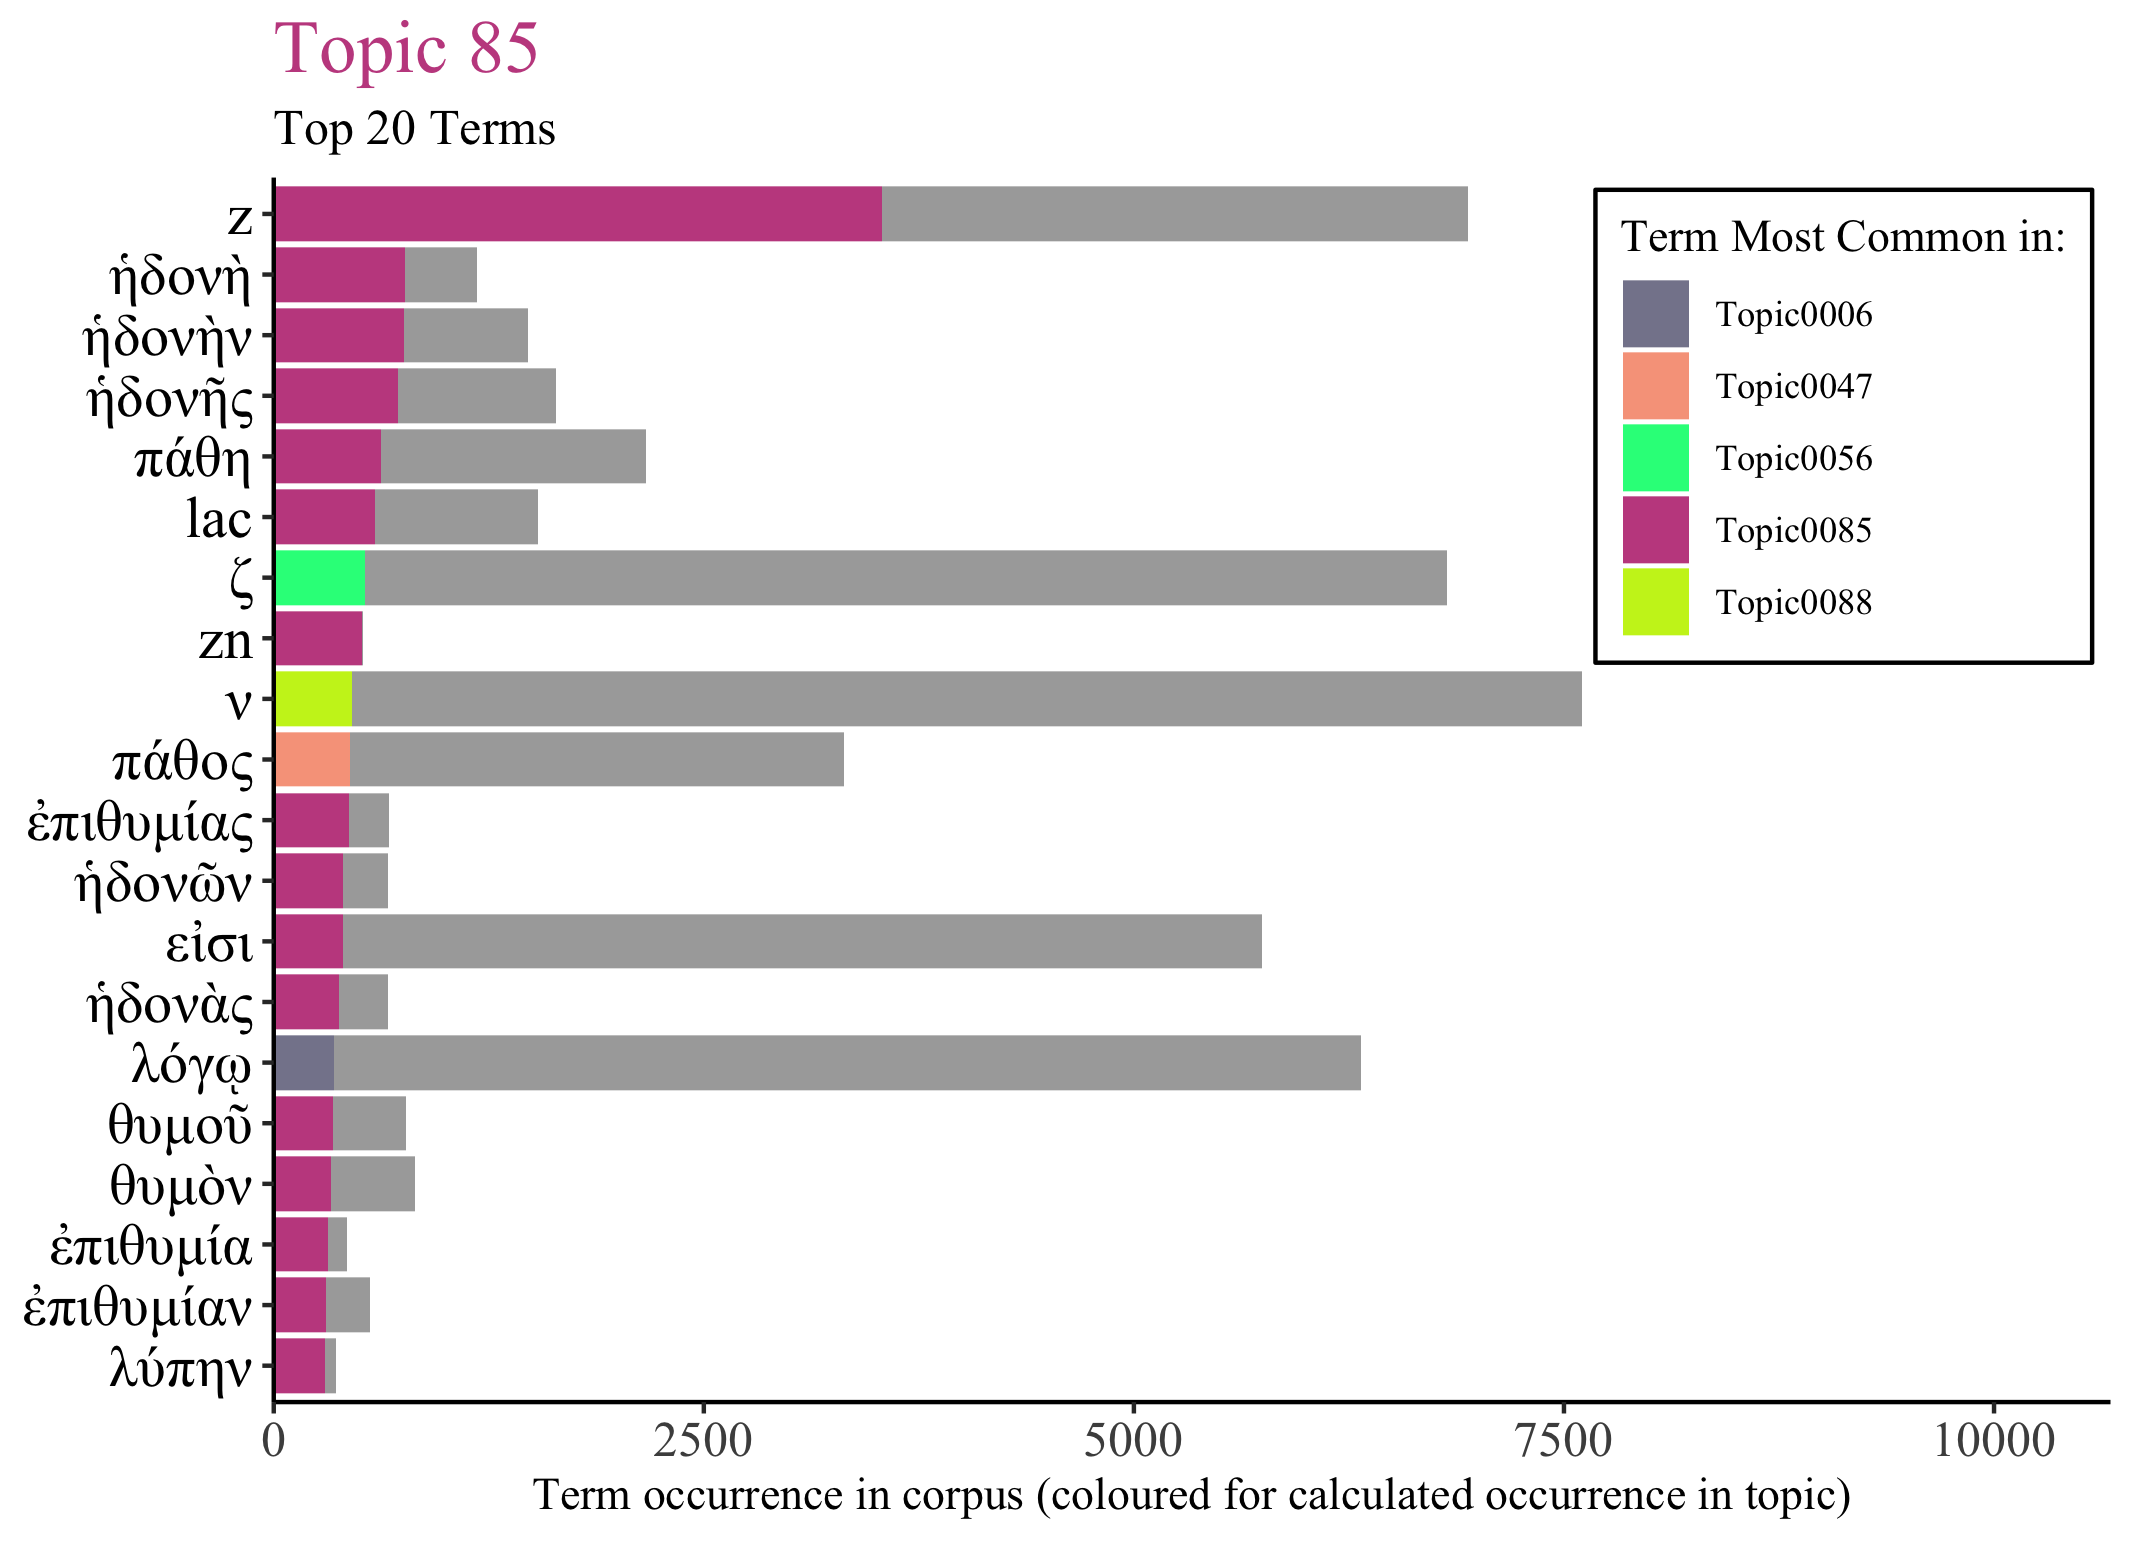 Topic 85
Top 20 Terms
z
ἡδονὴ
ἡδονὴν
ἡδονῆς
πάθη
lac
ζ
zn
ν
πάθος
ἐπιθυμίας
ἡδονῶν
εἰσι
ἡδονὰς
λόγῳ
θυμοῦ
θυμὸν
ἐπιθυμία
ἐπιθυμίαν
λύπην
Term Most Common in:
Topic0006
Topic0047
Topic0056
Topic0085
Topic0088
0 2500 5000 7500 10000
Term occurrence in corpus (coloured for calculated occurrence in topic)